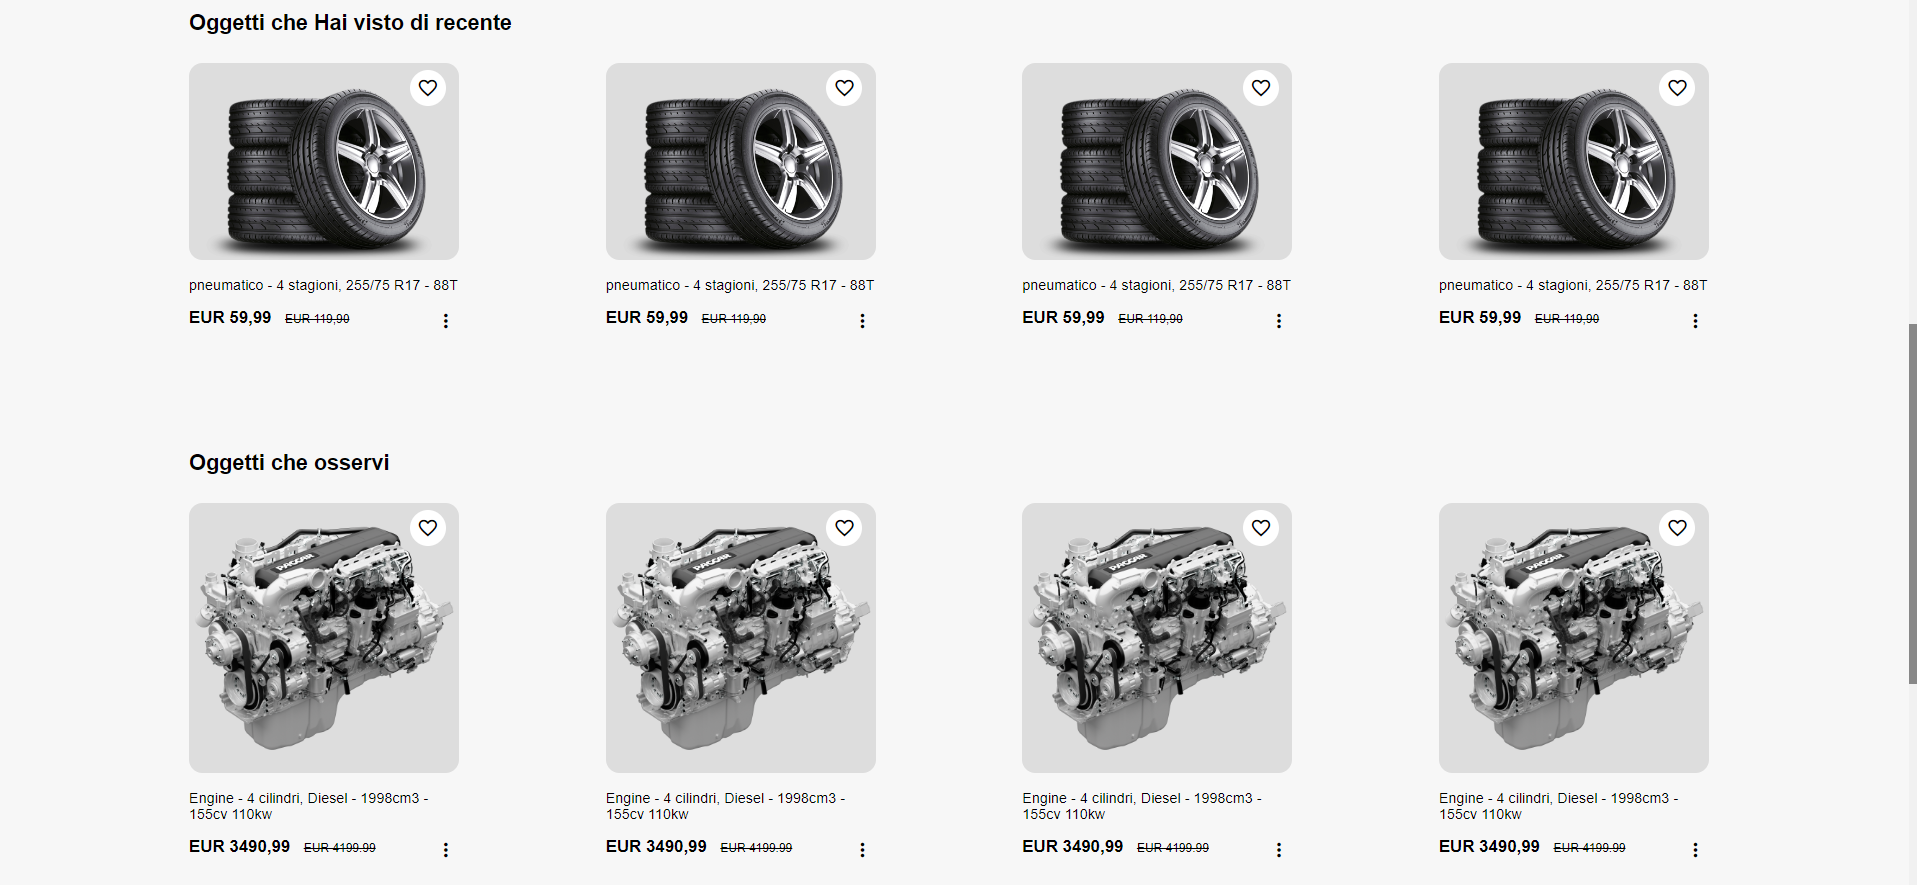 Oggetti che Hai visto di recente
pneumatico - 4 stagioni, 255/75 R17 - 88T
EUR 59,99 EUR 119,90
pneumatico - 4 stagioni, 255/75 R17 - 88T
EUR 59,99 EUR 119,90
pneumatico - 4 stagioni, 255/75 R17 - 88T
EUR 59,99 EUR 119,90
pneumatico - 4 stagioni, 255/75 R17 - 88T
EUR 59,99 EUR 119,90
Oggetti che osservi
PACCAR
Engine - 4 cilindri, Diesel - 1998cm3 -
155cv 110kw
EUR 3490,99 EUR 4199.99
PACCAR
Engine - 4 cilindri, Diesel - 1998cm3 -
155cv 110kw
EUR 3490,99 EUR 4199.99
PACCAR
Engine - 4 cilindri, Diesel - 1998cm3 -
155cv 110kw
EUR 3490,99 EUR 4199.99
PACCAR
Engine - 4 cilindri, Diesel - 1998cm3 -
155cv 110kw
EUR 3490,99 EUR 4199.99